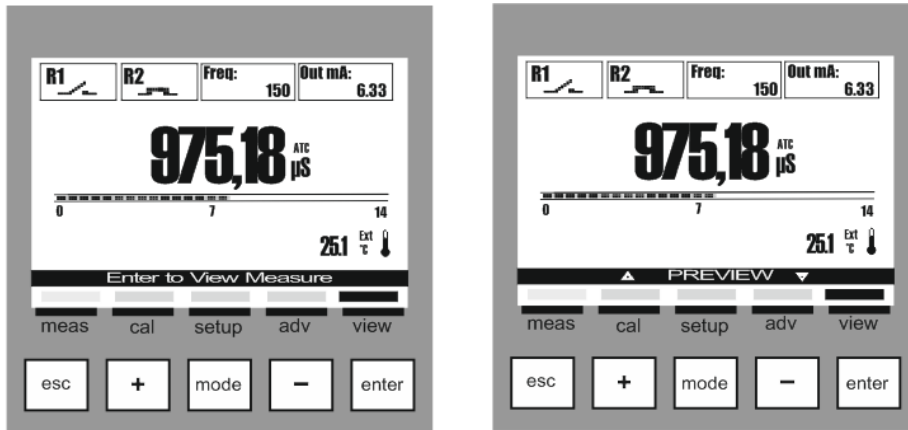 R1 R2 Freq: 150 Out mA: 6.33
975,18 ATC µS
0 7 14
25.1 Ext °C
Enter to View Measure
meas cal setup adv view
esc + mode − enter
R1 R2 Freq: 150 Out mA: 6.33
975,18 ATC µS
0 7 14
25.1 Ext °C
PREVIEW
meas cal setup adv view
esc + mode − enter